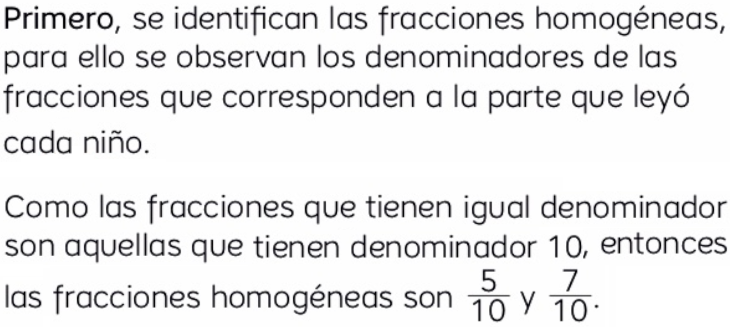 Primero, se identifican las fracciones homogéneas,
para ello se observan los denominadores de las
fracciones que corresponden a la parte que leyó
cada niño.
Como las fracciones que tienen igual denominador
son aquellas que tienen denominador 10, entonces
las fracciones homogéneas son 5/10 y 7/10.